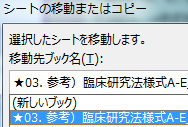 シートの移動またはコピー
選択したシートを移動します。
移動先ブック名(T):
★03. 参考）臨床研究法様式A-E
(新しいブック)
★03. 参考）臨床研究法様式A-E